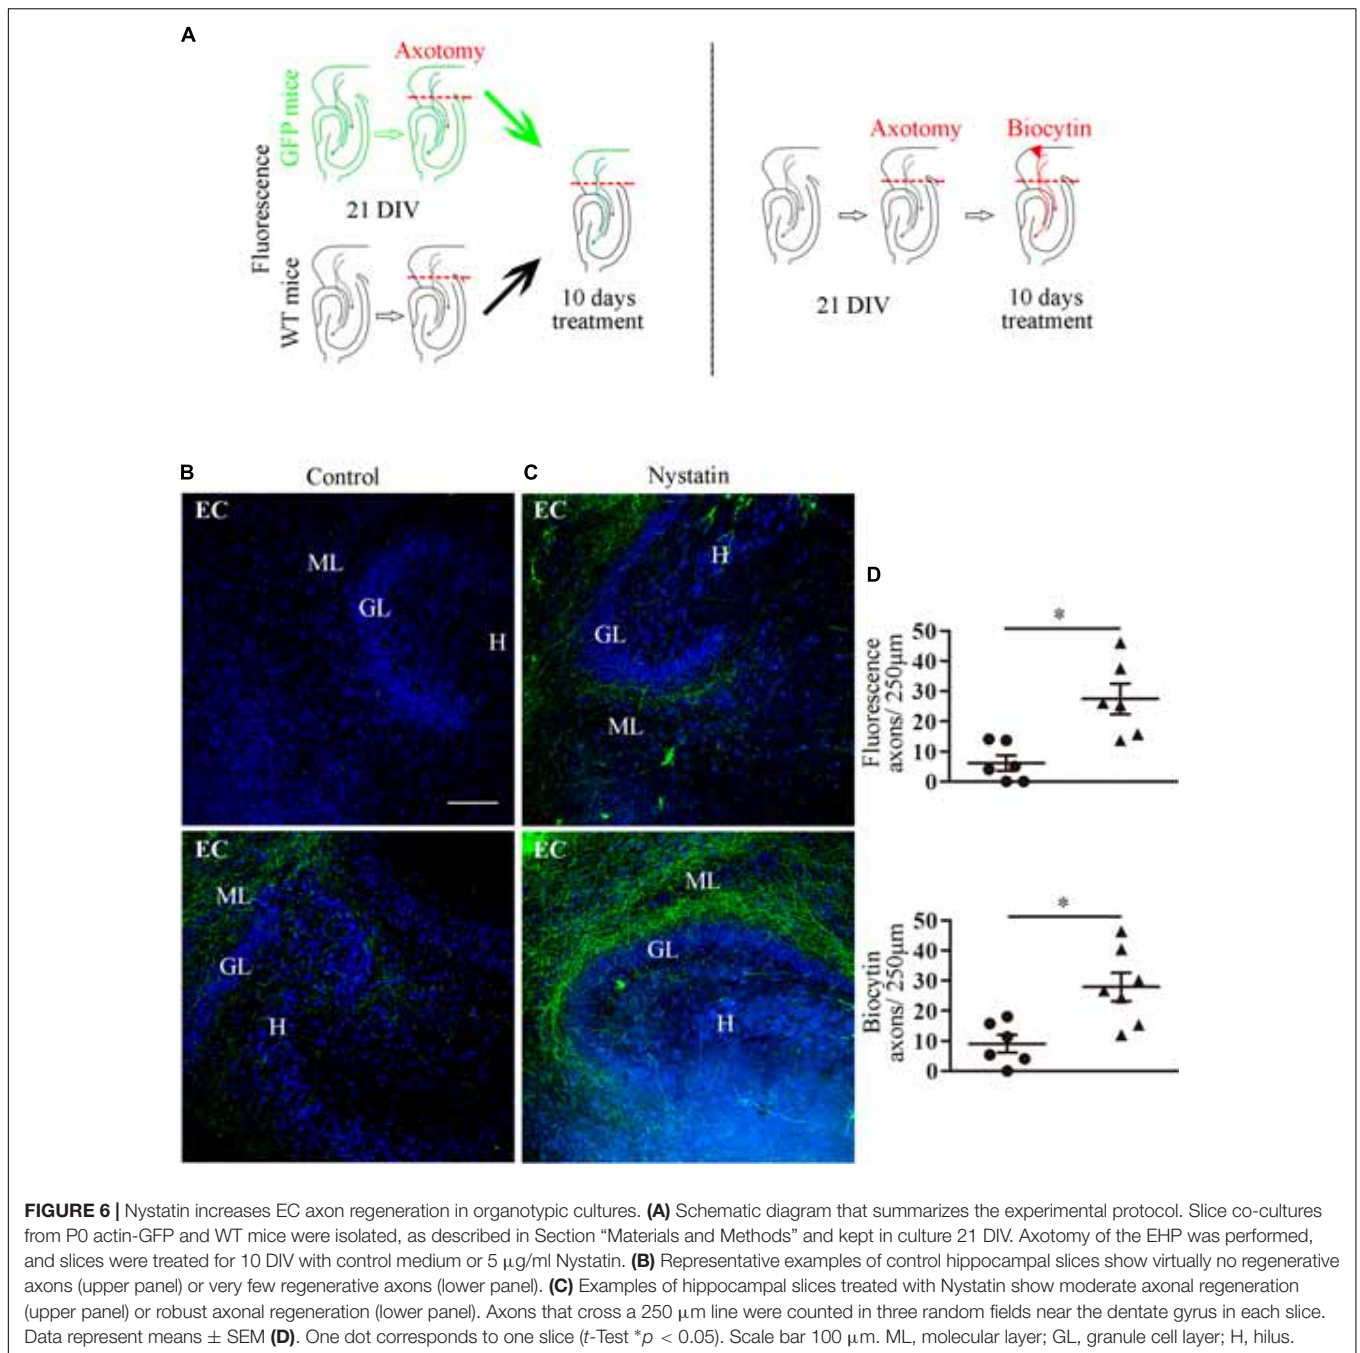 A
Axotomy
GFP mice
Fluorescence
21 DIV
WT mice
10 days
treatment
Axotomy
Biocytin
21 DIV
10 days
treatment
B
Control
C
Nystatin
EC
ML
GL
H
EC
H
GL
ML
EC
ML
GL
H
EC
ML
GL
H
D
*
Fluorescence
axons/ 250µm
50
40
30
20
10
0
*
Biocytin
axons/ 250µm
50
40
30
20
10
0
FIGURE 6 | Nystatin increases EC axon regeneration in organotypic cultures. (A) Schematic diagram that summarizes the experimental protocol. Slice co-cultures
from P0 actin-GFP and WT mice were isolated, as described in Section “Materials and Methods” and kept in culture 21 DIV. Axotomy of the EHP was performed,
and slices were treated for 10 DIV with control medium or 5 µg/ml Nystatin. (B) Representative examples of control hippocampal slices show virtually no regenerative
axons (upper panel) or very few regenerative axons (lower panel). (C) Examples of hippocampal slices treated with Nystatin show moderate axonal regeneration
(upper panel) or robust axonal regeneration (lower panel). Axons that cross a 250 µm line were counted in three random fields near the dentate gyrus in each slice.
Data represent means ± SEM (D). One dot corresponds to one slice (t-Test *p < 0.05). Scale bar 100 µm. ML, molecular layer; GL, granule cell layer; H, hilus.